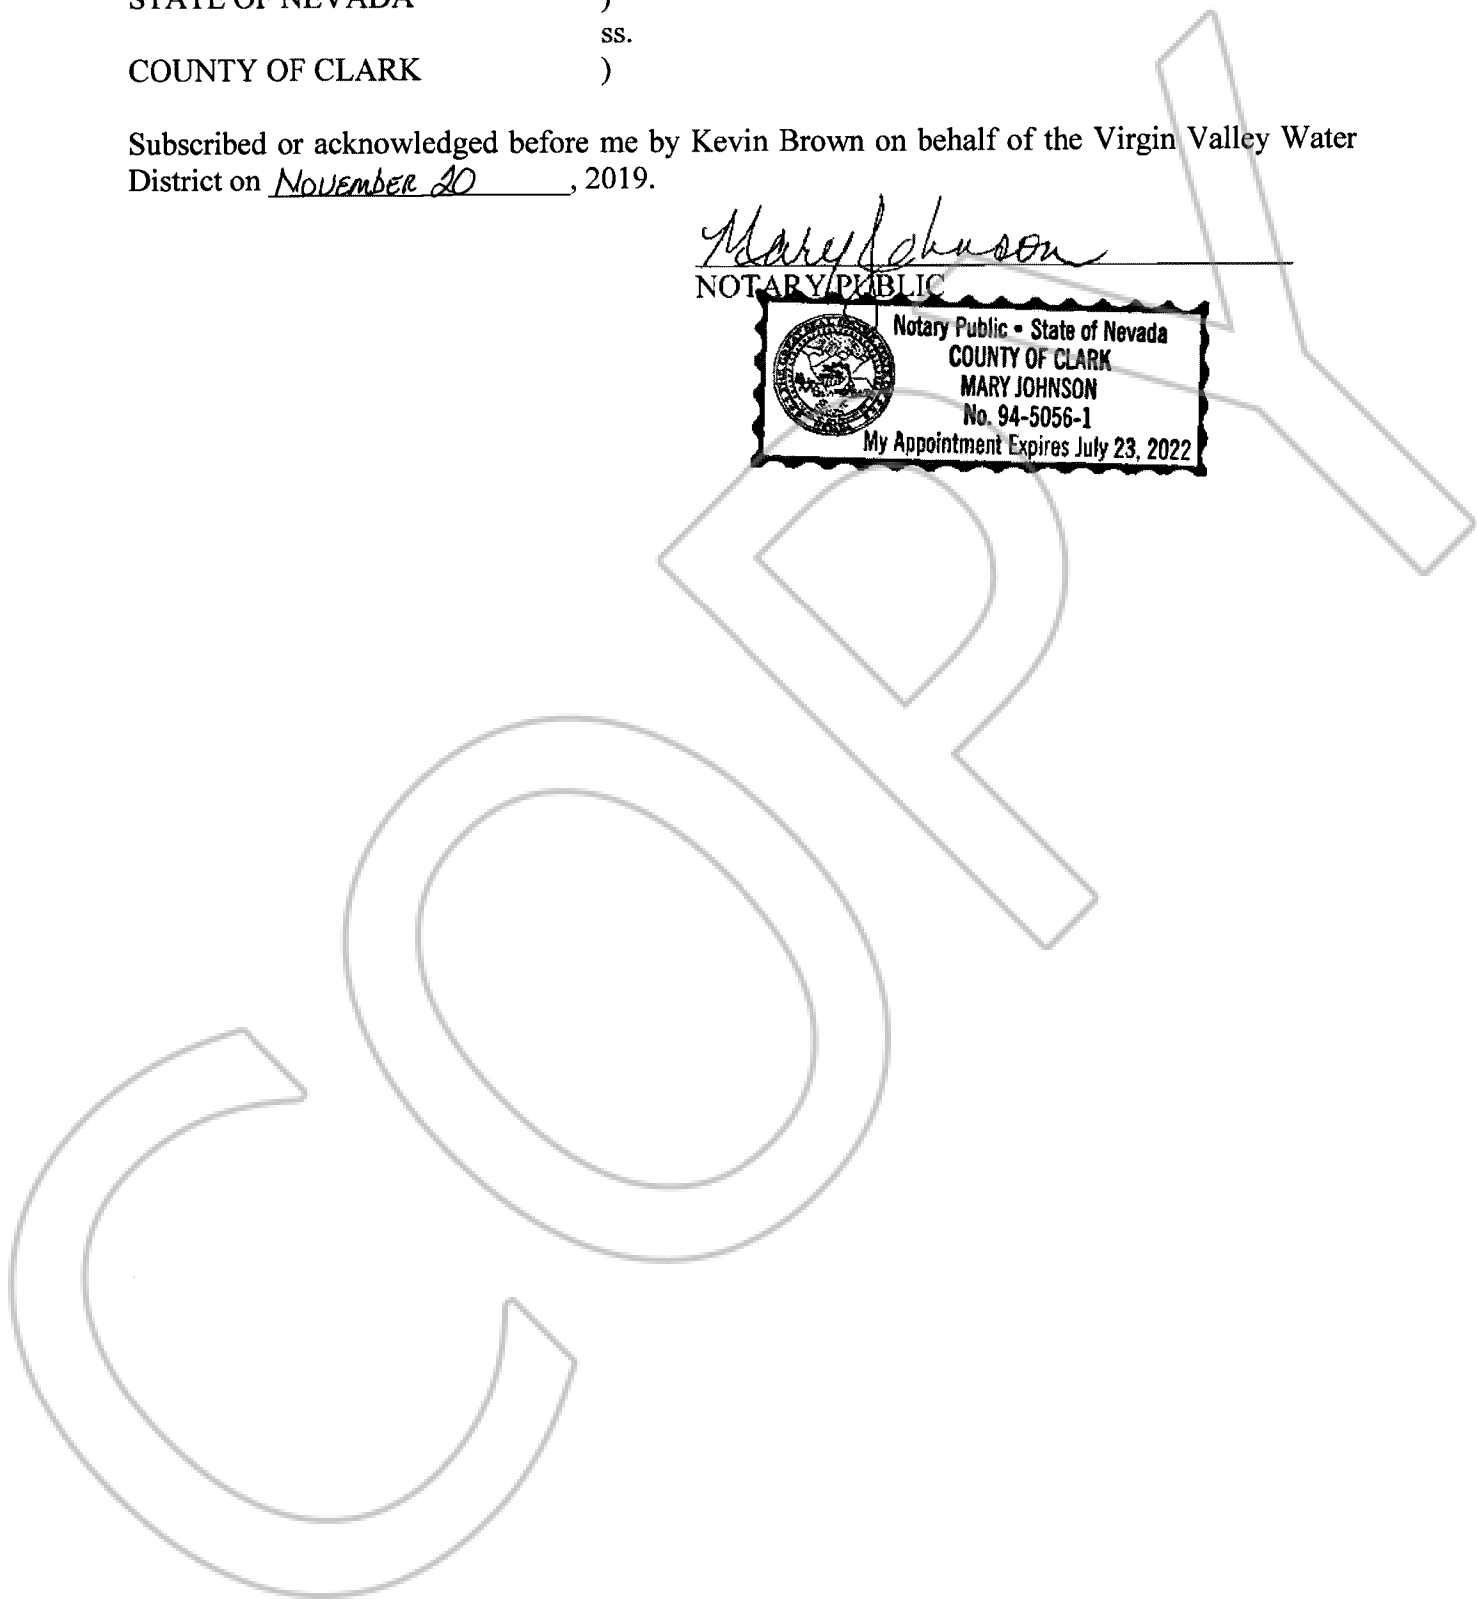 STATE OF NEVADA )
ss.
COUNTY OF CLARK )
Subscribed or acknowledged before me by Kevin Brown on behalf of the Virgin Valley Water
District on November 20, 2019.
Mary Johnson
NOTARY PUBLIC
Notary Public • State of Nevada
COUNTY OF CLARK
MARY JOHNSON
No. 94-5056-1
My Appointment Expires July 23, 2022
COPY